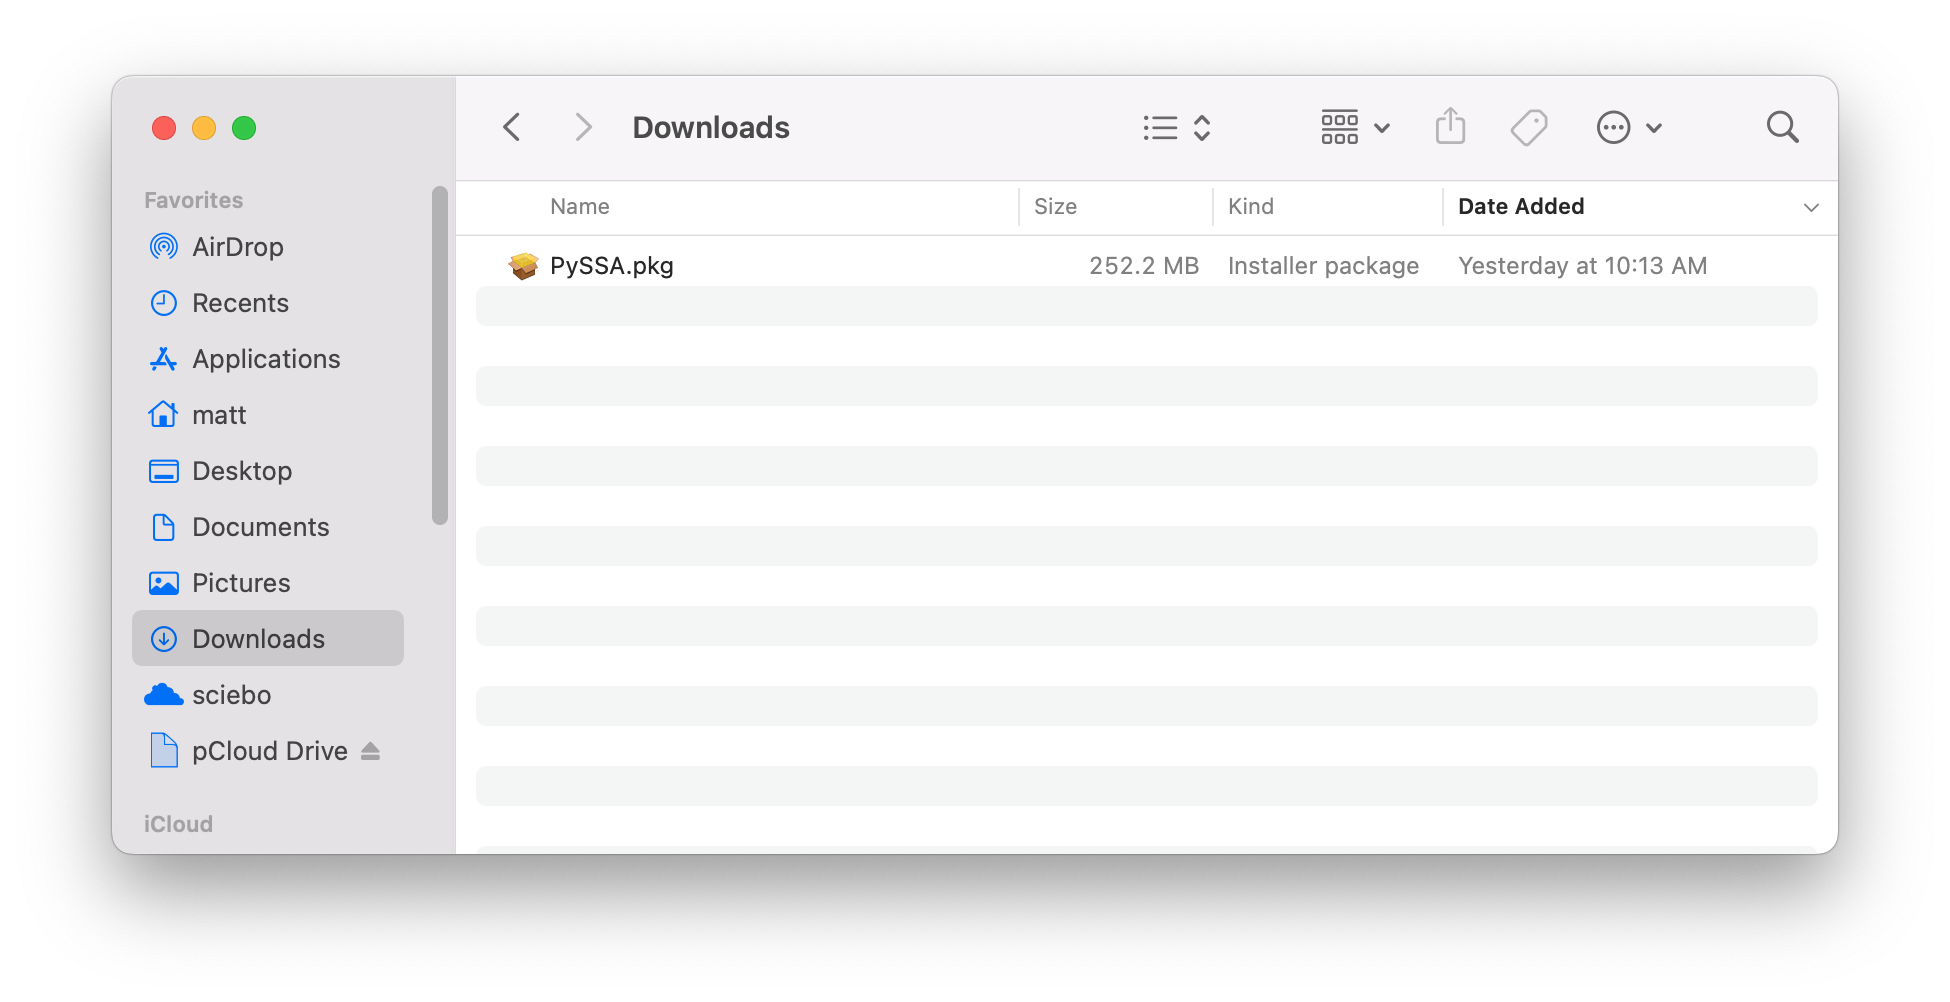 Downloads
Favorites
AirDrop
Recents
Applications
matt
Desktop
Documents
Pictures
Downloads
sciebo
pCloud Drive
iCloud
Name Size Kind Date Added
PySSA.pkg 252.2 MB Installer package Yesterday at 10:13 AM